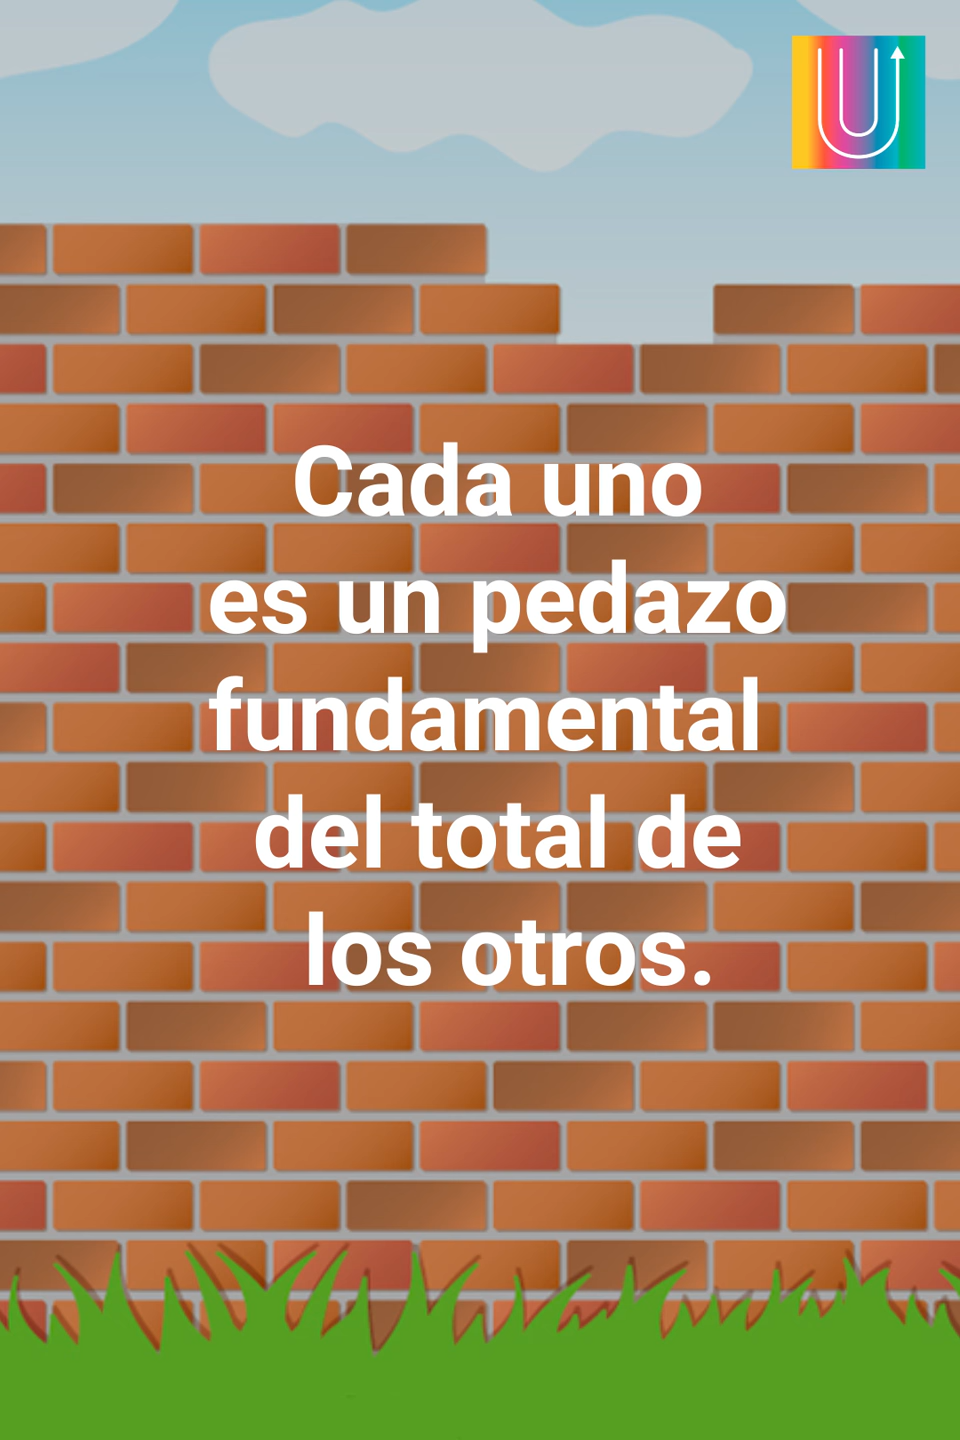 Cada uno
es un pedazo
fundamental
del total de
los otros.